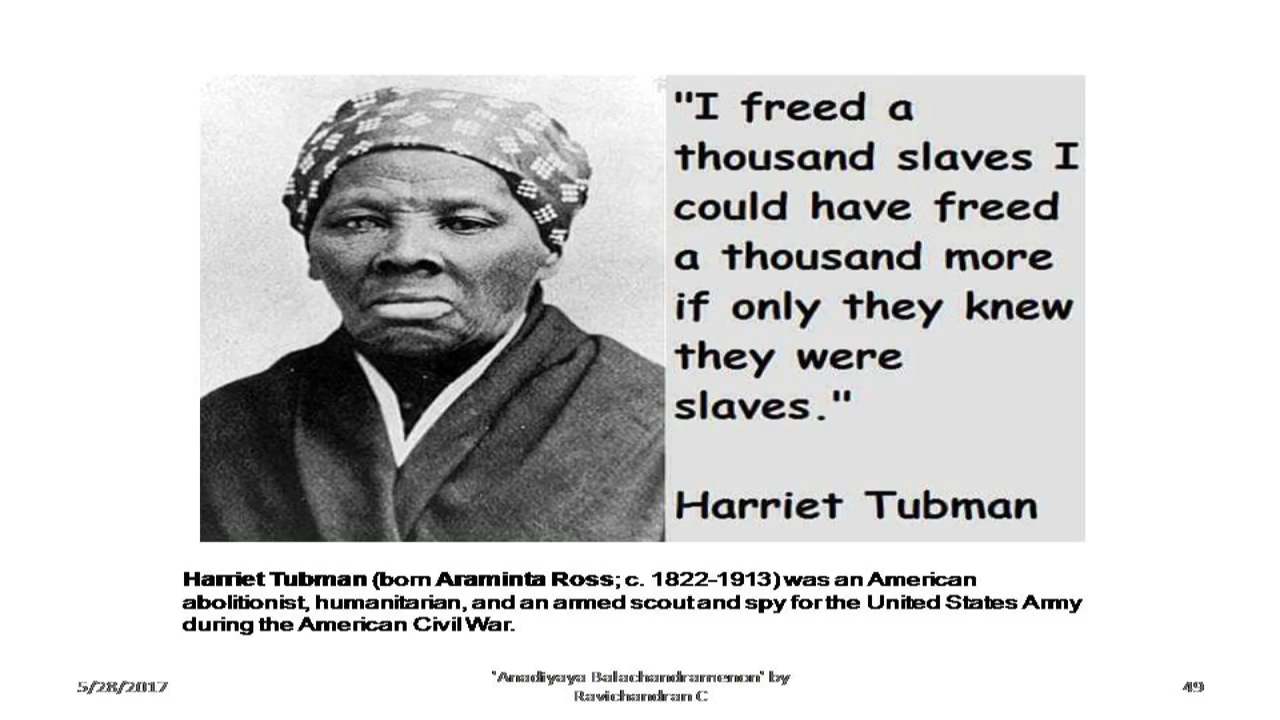 "I freed a
thousand slaves I
could have freed
a thousand more
if only they knew
they were
slaves."
Harriet Tubman
Harriet Tubman (born Araminta Ross; c. 1822-1913) was an American
abolitionist, humanitarian, and an armed scout and spy for the United States Army
during the American Civil War.
5/28/2017
'Anadiyaya Balachandramenon' by
Ravichandran C
49